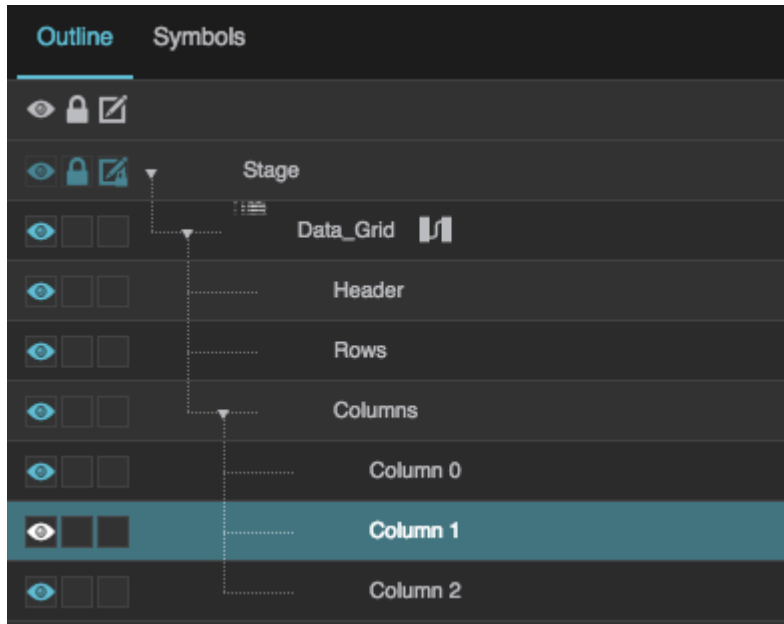 Outline Symbols
Stage
Data_Grid
Header
Rows
Columns
Column 0
Column 1
Column 2